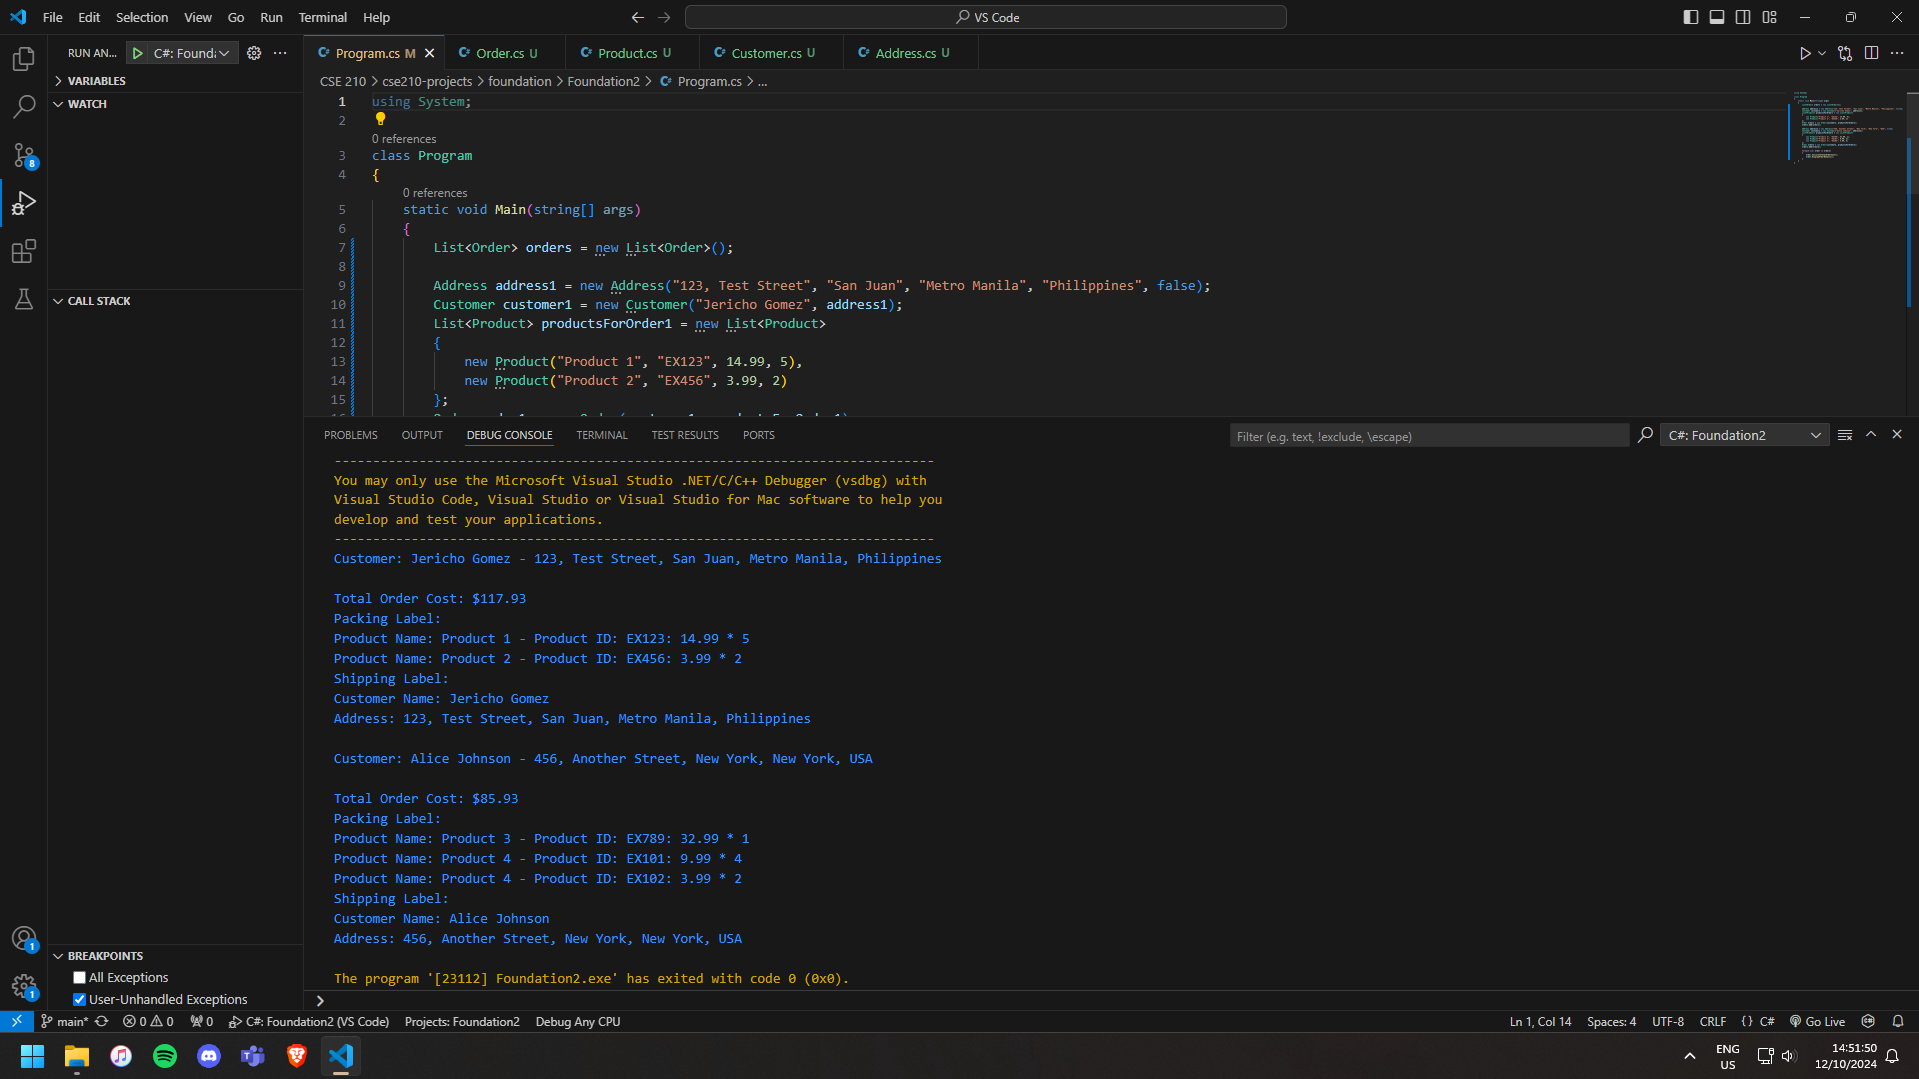 File Edit Selection View Go Run Terminal Help
VS Code
RUN AN... C#: Founda
Program.cs M
Order.cs U
Product.cs U
Customer.cs U
Address.cs U
VARIABLES
WATCH
CALL STACK
BREAKPOINTS
All Exceptions
User-Unhandled Exceptions
8
1
1
CSE 210 > cse210-projects > foundation > Foundation2 > Program.cs > ...
1 using System;
2
0 references
3 class Program
4 {
0 references
5 static void Main(string[] args)
6 {
7 List<Order> orders = new List<Order>();
8
9 Address address1 = new Address("123, Test Street", "San Juan", "Metro Manila", "Philippines", false);
10 Customer customer1 = new Customer("Jericho Gomez", address1);
11 List<Product> productsForOrder1 = new List<Product>
12 {
13 new Product("Product 1", "EX123", 14.99, 5),
14 new Product("Product 2", "EX456", 3.99, 2)
15 };
PROBLEMS OUTPUT DEBUG CONSOLE TERMINAL TEST RESULTS PORTS
Filter (e.g. text, !exclude, \escape)
C#: Foundation2
------------------------------------------------------------------------------
You may only use the Microsoft Visual Studio .NET/C/C++ Debugger (vsdbg) with
Visual Studio Code, Visual Studio or Visual Studio for Mac software to help you
develop and test your applications.
------------------------------------------------------------------------------
Customer: Jericho Gomez - 123, Test Street, San Juan, Metro Manila, Philippines
Total Order Cost: $117.93
Packing Label:
Product Name: Product 1 - Product ID: EX123: 14.99 * 5
Product Name: Product 2 - Product ID: EX456: 3.99 * 2
Shipping Label:
Customer Name: Jericho Gomez
Address: 123, Test Street, San Juan, Metro Manila, Philippines
Customer: Alice Johnson - 456, Another Street, New York, New York, USA
Total Order Cost: $85.93
Packing Label:
Product Name: Product 3 - Product ID: EX789: 32.99 * 1
Product Name: Product 4 - Product ID: EX101: 9.99 * 4
Product Name: Product 4 - Product ID: EX102: 3.99 * 2
Shipping Label:
Customer Name: Alice Johnson
Address: 456, Another Street, New York, New York, USA
The program '[23112] Foundation2.exe' has exited with code 0 (0x0).
main* 0 0 0 C#: Foundation2 (VS Code) Projects: Foundation2 Debug Any CPU
Ln 1, Col 14 Spaces: 4 UTF-8 CRLF {} C# Go Live
ENG
US
14:51:50
12/10/2024